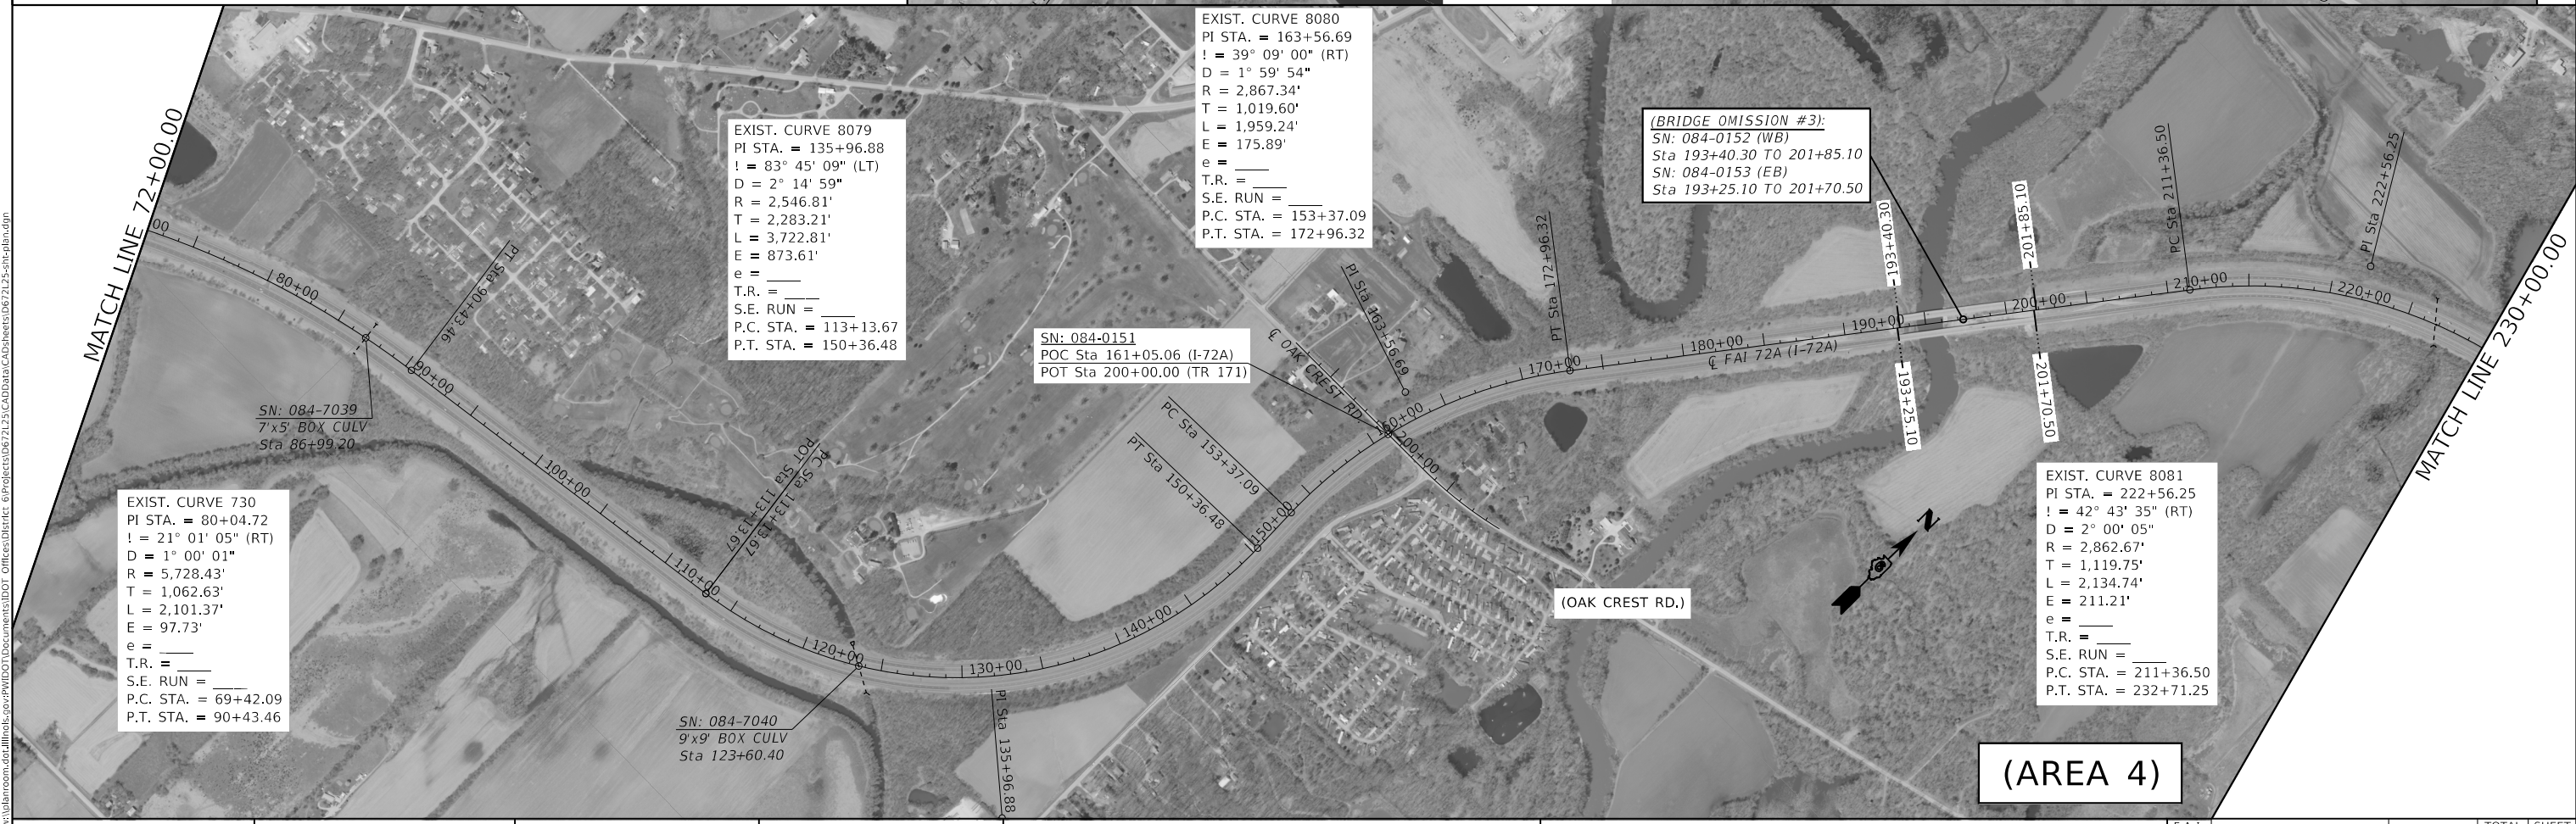 EXIST. CURVE 8080
PI STA. = 163+56.69
! = 39° 09' 00" (RT)
D = 1° 59' 54"
R = 2,867.34'
T = 1,019.60'
L = 1,959.24'
E = 175.89'
e = ____
T.R. = ____
S.E. RUN = ____
P.C. STA. = 153+37.09
P.T. STA. = 172+96.32
EXIST. CURVE 8079
PI STA. = 135+96.88
! = 83° 45' 09" (LT)
D = 2° 14' 59"
R = 2,546.81'
T = 2,283.21'
L = 3,722.81'
E = 873.61'
e = ____
T.R. = ____
S.E. RUN = ____
P.C. STA. = 113+13.67
P.T. STA. = 150+36.48
(BRIDGE OMISSION #3):
SN: 084-0152 (WB)
Sta 193+40.30 TO 201+85.10
SN: 084-0153 (EB)
Sta 193+25.10 TO 201+70.50
MATCH LINE 72+00.00
00
80+00
90+00
100+00
110+00
120+00
130+00
140+00
150+00
160+00
170+00
180+00
190+00
200+00
210+00
220+00
PT Sta 90+43.46
POT Sta 113+13.67
PC Sta 113+13.67
PI Sta 135+96.88
PT Sta 150+36.48
PC Sta 153+37.09
PI Sta 163+56.69
PT Sta 172+96.32
193+40.30
193+25.10
201+85.10
201+70.50
PC Sta 211+36.50
PI Sta 222+56.25
MATCH LINE 230+00.00
SN: 084-0151
POC Sta 161+05.06 (I-72A)
POT Sta 200+00.00 (TR 171)
℄ OAK CREST RD
200+00
℄ FAI 72A (I-72A)
SN: 084-7039
7'x5' BOX CULV
Sta 86+99.20
SN: 084-7040
9'x9' BOX CULV
Sta 123+60.40
(OAK CREST RD.)
N
EXIST. CURVE 730
PI STA. = 80+04.72
! = 21° 01' 05" (RT)
D = 1° 00' 01"
R = 5,728.43'
T = 1,062.63'
L = 2,101.37'
E = 97.73'
e = ____
T.R. = ____
S.E. RUN = ____
P.C. STA. = 69+42.09
P.T. STA. = 90+43.46
EXIST. CURVE 8081
PI STA. = 222+56.25
! = 42° 43' 35" (RT)
D = 2° 00' 05"
R = 2,862.67'
T = 1,119.75'
L = 2,134.74'
E = 211.21'
e = ____
T.R. = ____
S.E. RUN = ____
P.C. STA. = 211+36.50
P.T. STA. = 232+71.25
(AREA 4)
TOTAL
SHEET